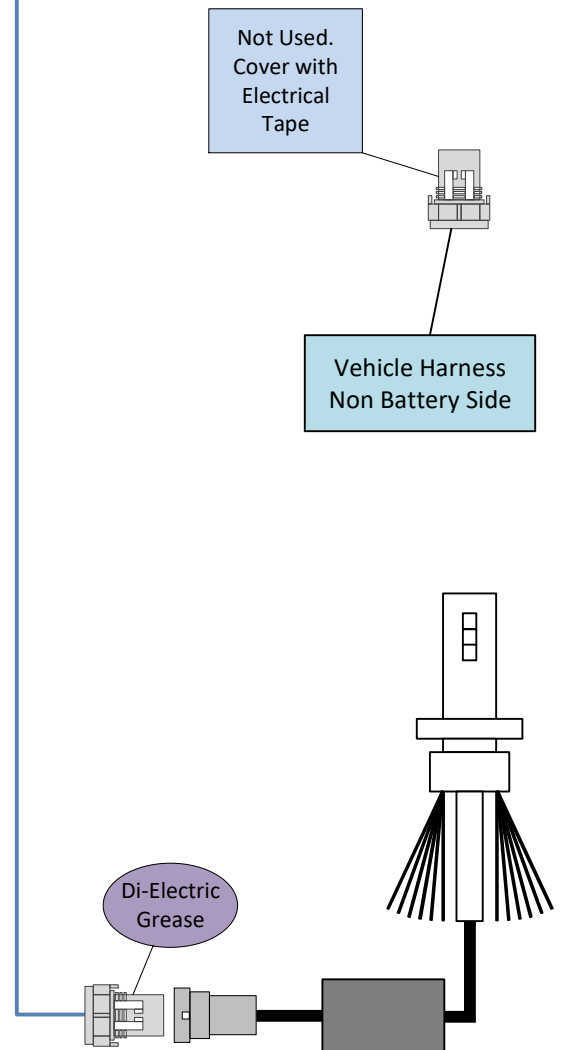 Not Used.
Cover with
Electrical
Tape
Vehicle Harness
Non Battery Side
Di-Electric
Grease